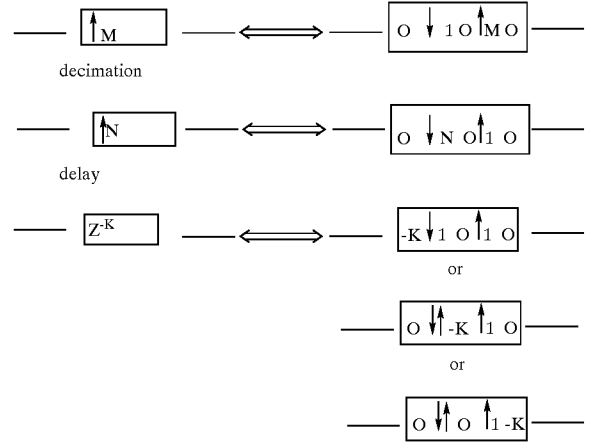 ↑M O ↓ 1 O ↑M O
decimation
↑N O ↓ N O ↑1 O
delay
Z-K -K ↓1 O ↑1 O
or
O ↓↑ -K ↑1 O
or
O ↓↑ O ↑1 -K